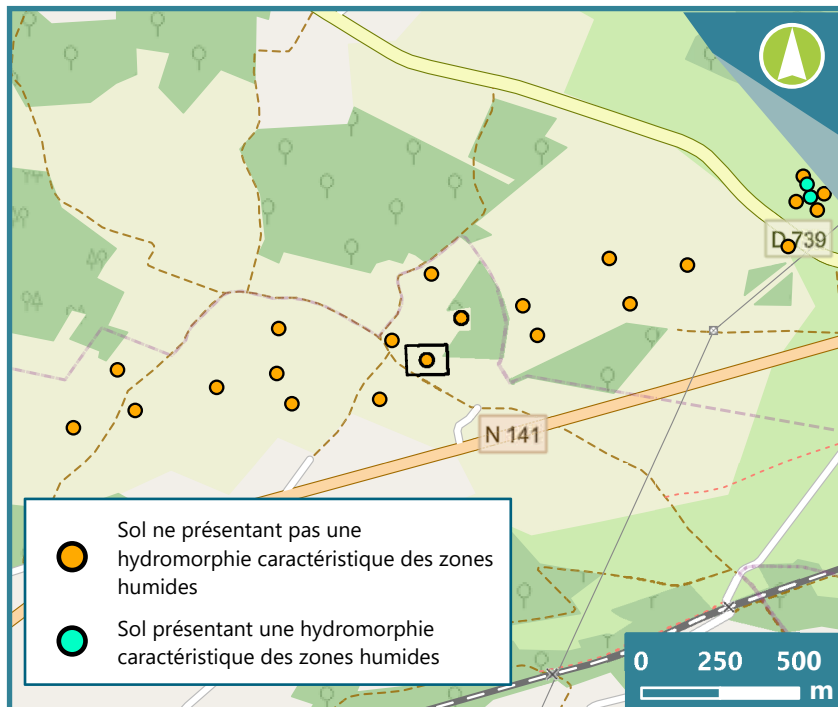 D 739
N 141
Sol ne présentant pas une
hydromorphie caractéristique des zones
humides
Sol présentant une hydromorphie
caractéristique des zones humides
0 250 500
m